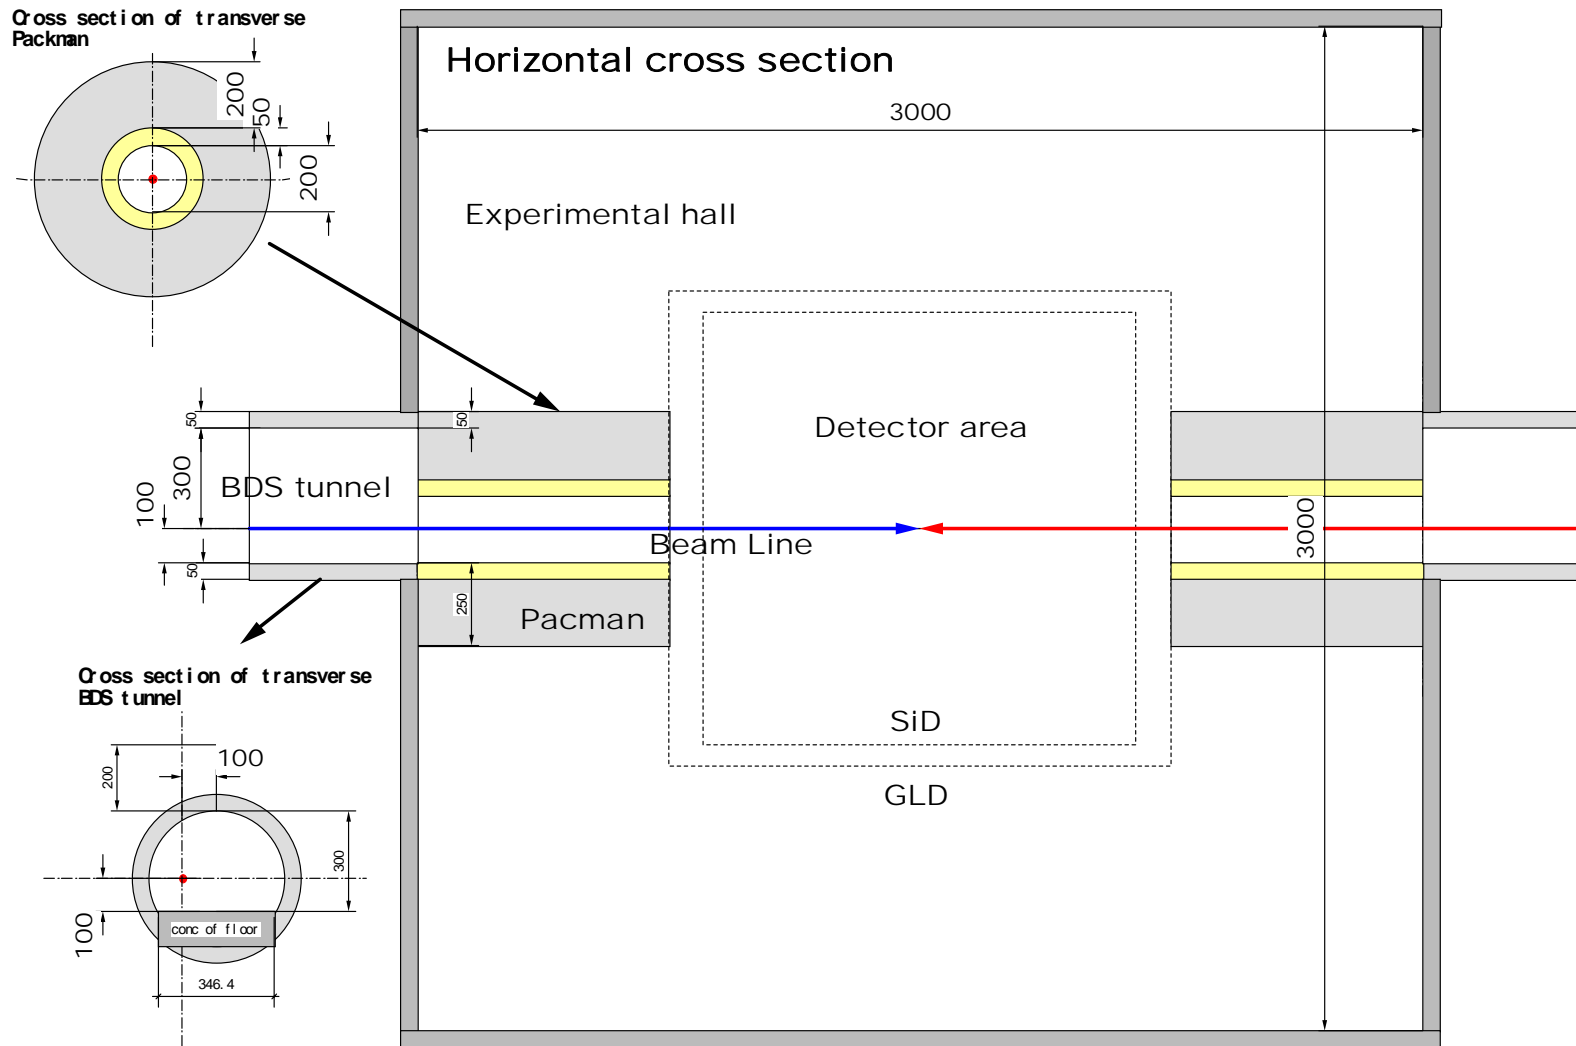 Cross section of transverse
Packman
200
50
200
Horizontal cross section
3000
Experimental hall
Detector area
50
50
300
BDS tunnel
100
3000
Beam Line
50
250
Pacman
Cross section of transverse
BDS tunnel
SiD
GLD
100
200
300
100
conc of floor
346.4